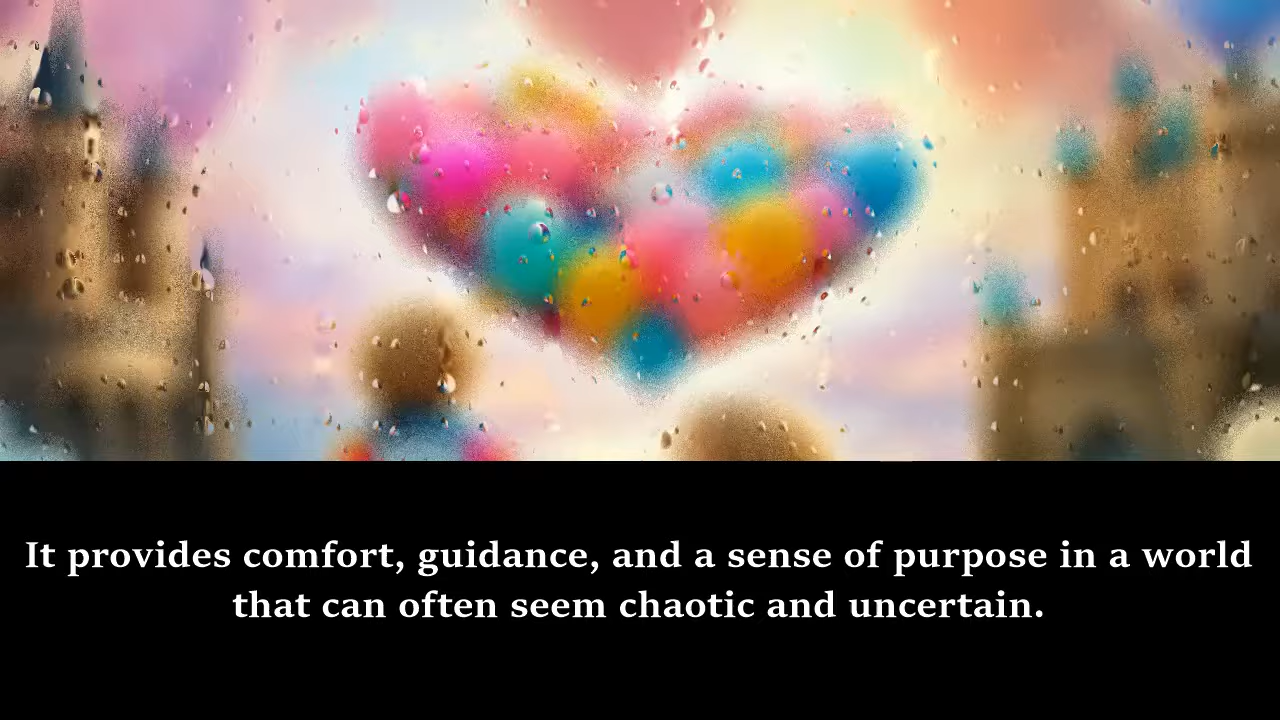 It provides comfort, guidance, and a sense of purpose in a world
that can often seem chaotic and uncertain.